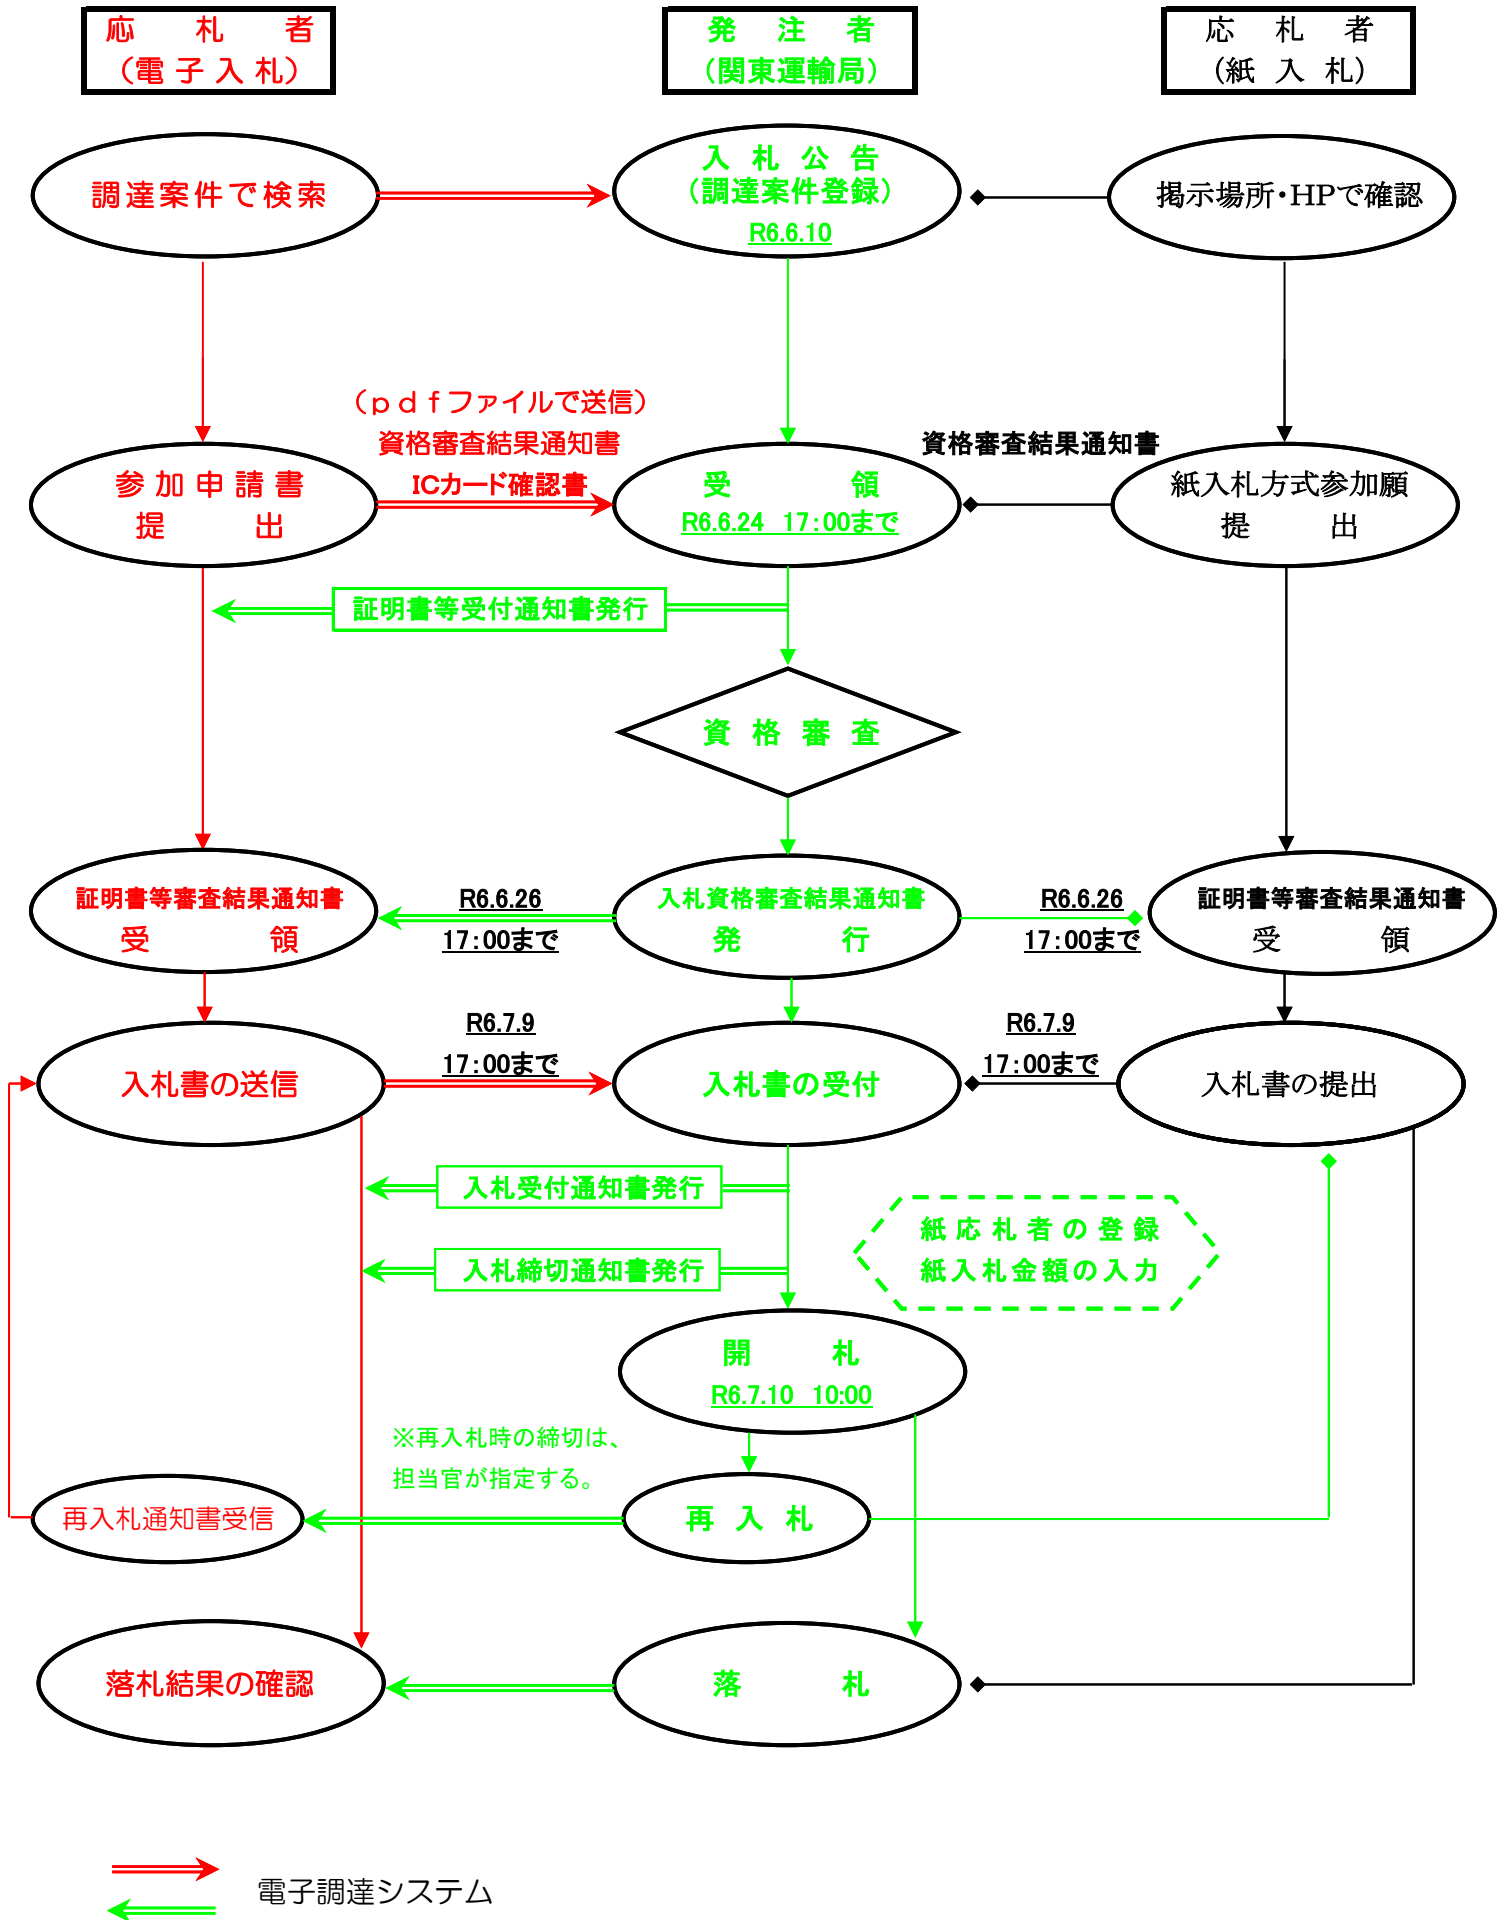 応札者
（電子入札）
発注者
（関東運輸局）
応札者
（紙入札）
調達案件で検索
入札公告
（調達案件登録）
R6.6.10
掲示場所・HPで確認
（ｐｄｆファイルで送信）
資格審査結果通知書
ICカード確認書
資格審査結果通知書
参加申請書
提出
受領
R6.6.24　17：00まで
紙入札方式参加願
提出
証明書等受付通知書発行
資格審査
証明書等審査結果通知書
受領
R6.6.26
17：00まで
入札資格審査結果通知書
発行
R6.6.26
17：00まで
証明書等審査結果通知書
受領
R6.7.9
17：00まで
R6.7.9
17：00まで
入札書の送信
入札書の受付
入札書の提出
入札受付通知書発行
紙応札者の登録
紙入札金額の入力
入札締切通知書発行
開札
R6.7.10　10:00
※再入札時の締切は、
担当官が指定する。
再入札通知書受信
再入札
落札結果の確認
落札
電子調達システム